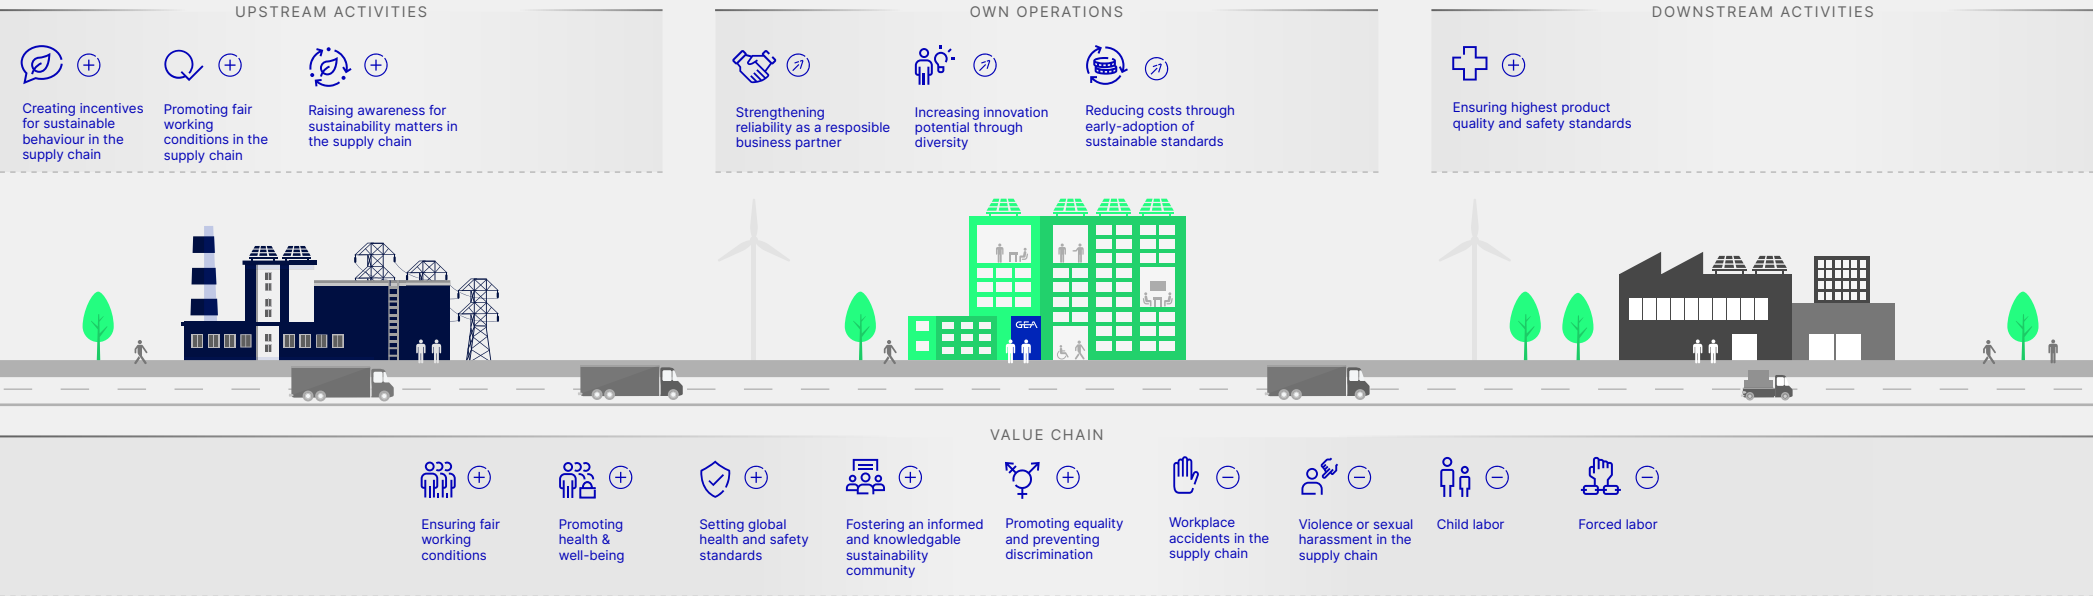 UPSTREAM ACTIVITIES
Creating incentives
for sustainable
behaviour in the
supply chain
Promoting fair
working
conditions in the
supply chain
Raising awareness for
sustainability matters in
the supply chain
OWN OPERATIONS
Strengthening
reliability as a resposible
business partner
Increasing innovation
potential through
diversity
Reducing costs through
early-adoption of
sustainable standards
DOWNSTREAM ACTIVITIES
Ensuring highest product
quality and safety standards
GEA
VALUE CHAIN
Ensuring fair
working
conditions
Promoting
health &
well-being
Setting global
health and safety
standards
Fostering an informed
and knowledgable
sustainability
community
Promoting equality
and preventing
discrimination
Workplace
accidents in the
supply chain
Violence or sexual
harassment in the
supply chain
Child labor
Forced labor